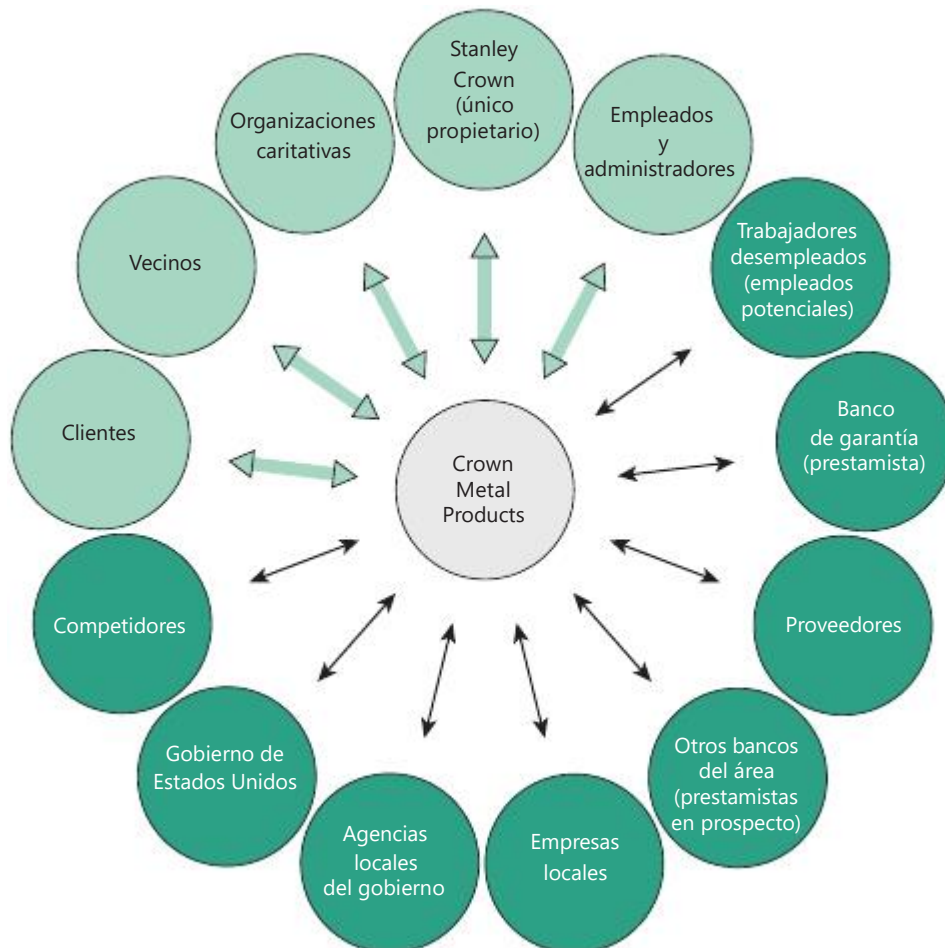 Stanley
Crown
(único
propietario)
Empleados
y
administradores
Trabajadores
desempleados
(empleados
potenciales)
Banco
de garantía
(prestamista)
Proveedores
Otros bancos
del área
(prestamistas
en prospecto)
Empresas
locales
Agencias
locales
del gobierno
Gobierno de
Estados Unidos
Competidores
Clientes
Vecinos
Organizaciones
caritativas
Crown
Metal
Products